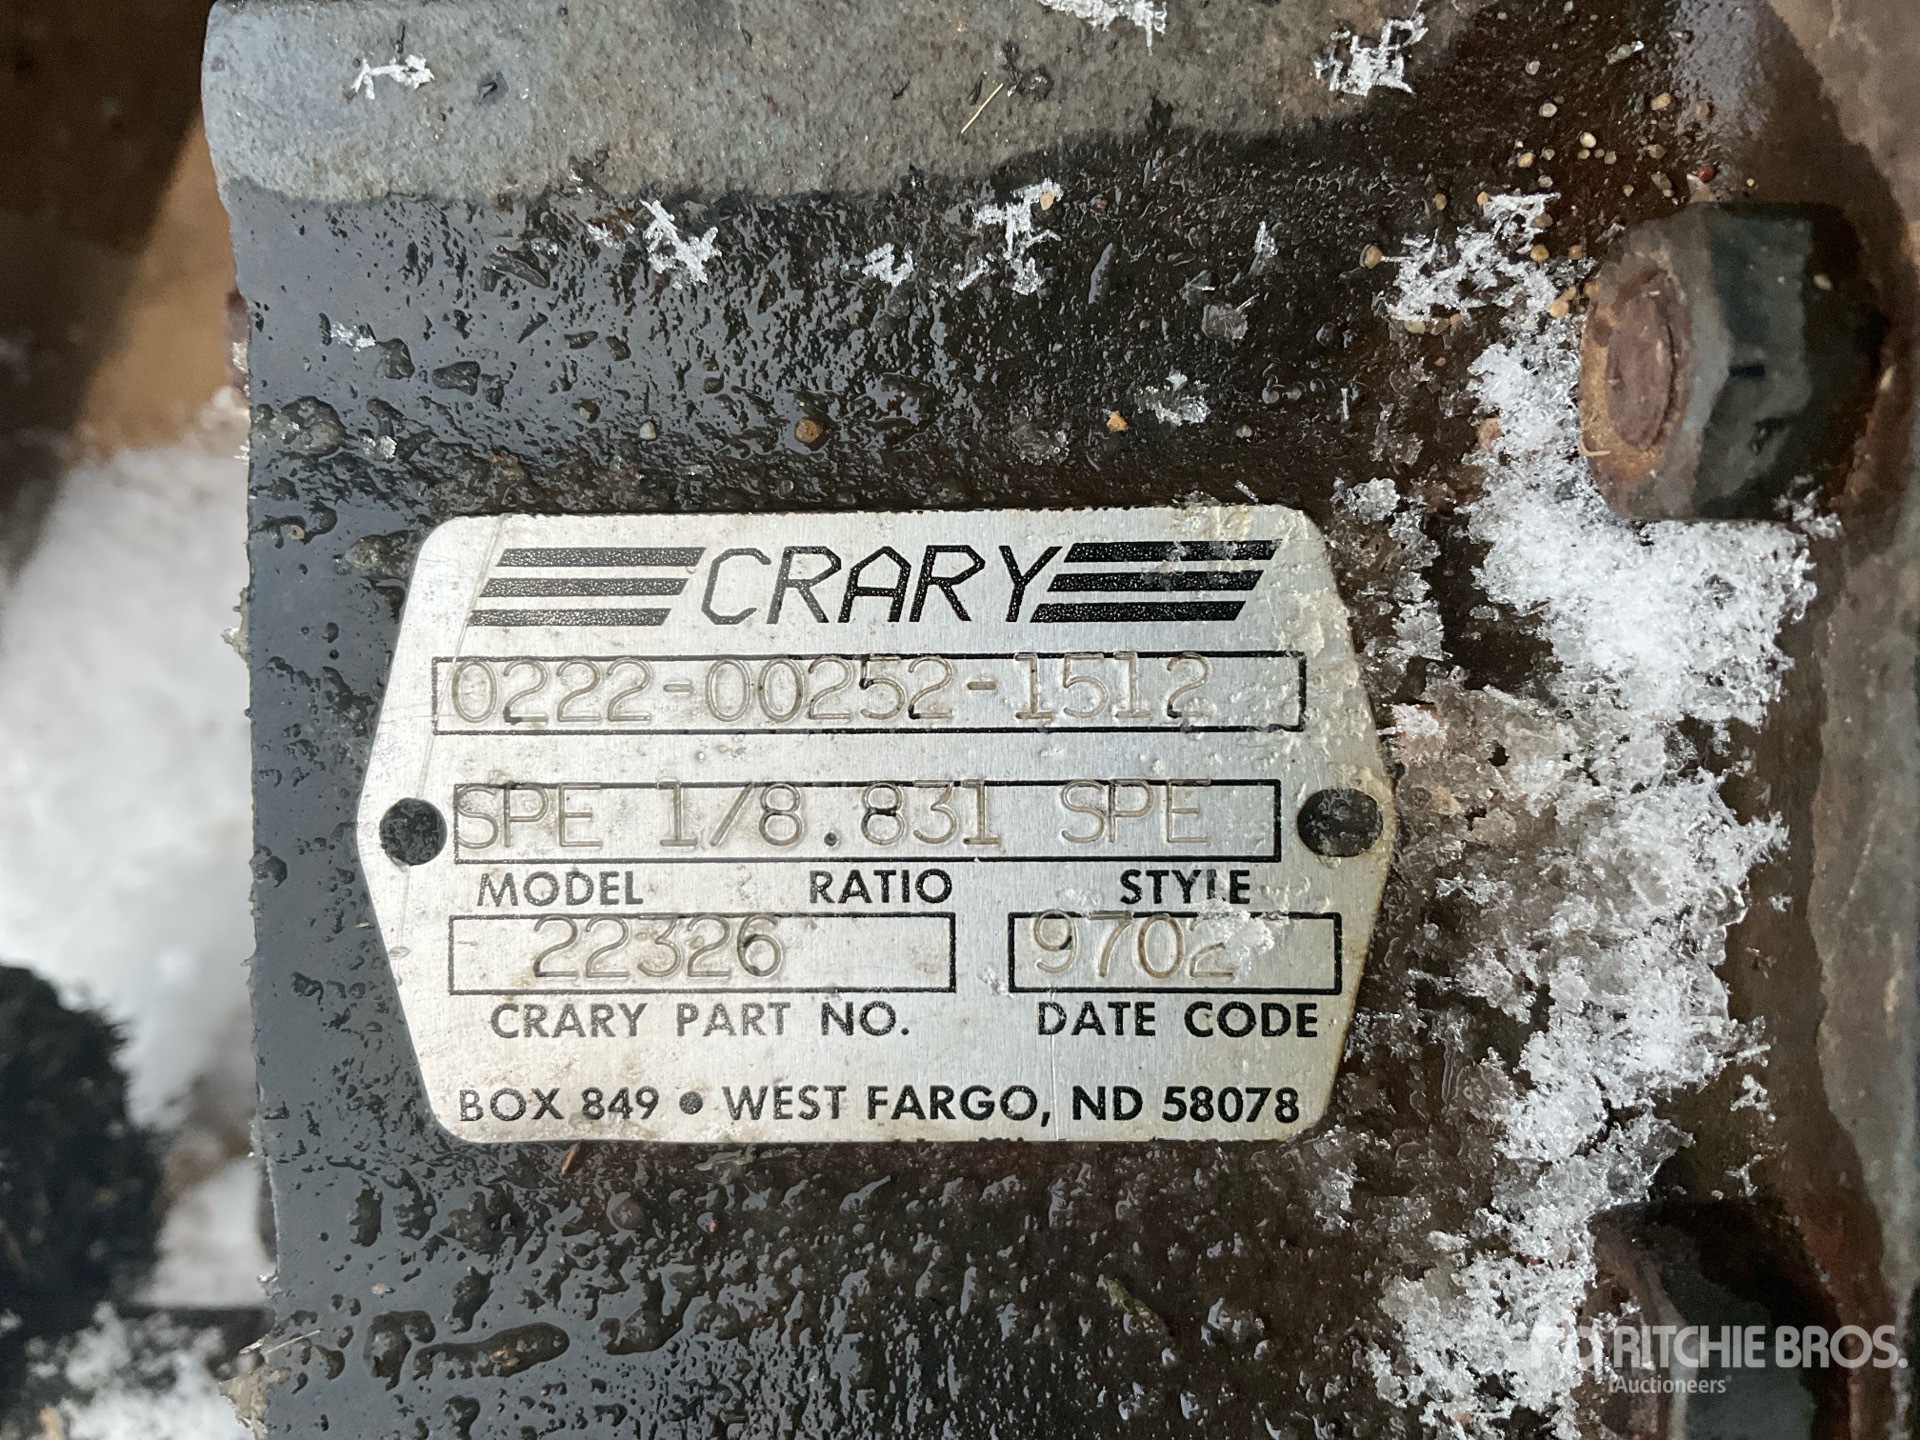 CRARY
0222-00252-1512
SPE 1/8.831 SPE
MODEL RATIO STYLE
22326 9702
CRARY PART NO. DATE CODE
BOX 849 • WEST FARGO, ND 58078
RITCHIE BROS.
Auctioneers